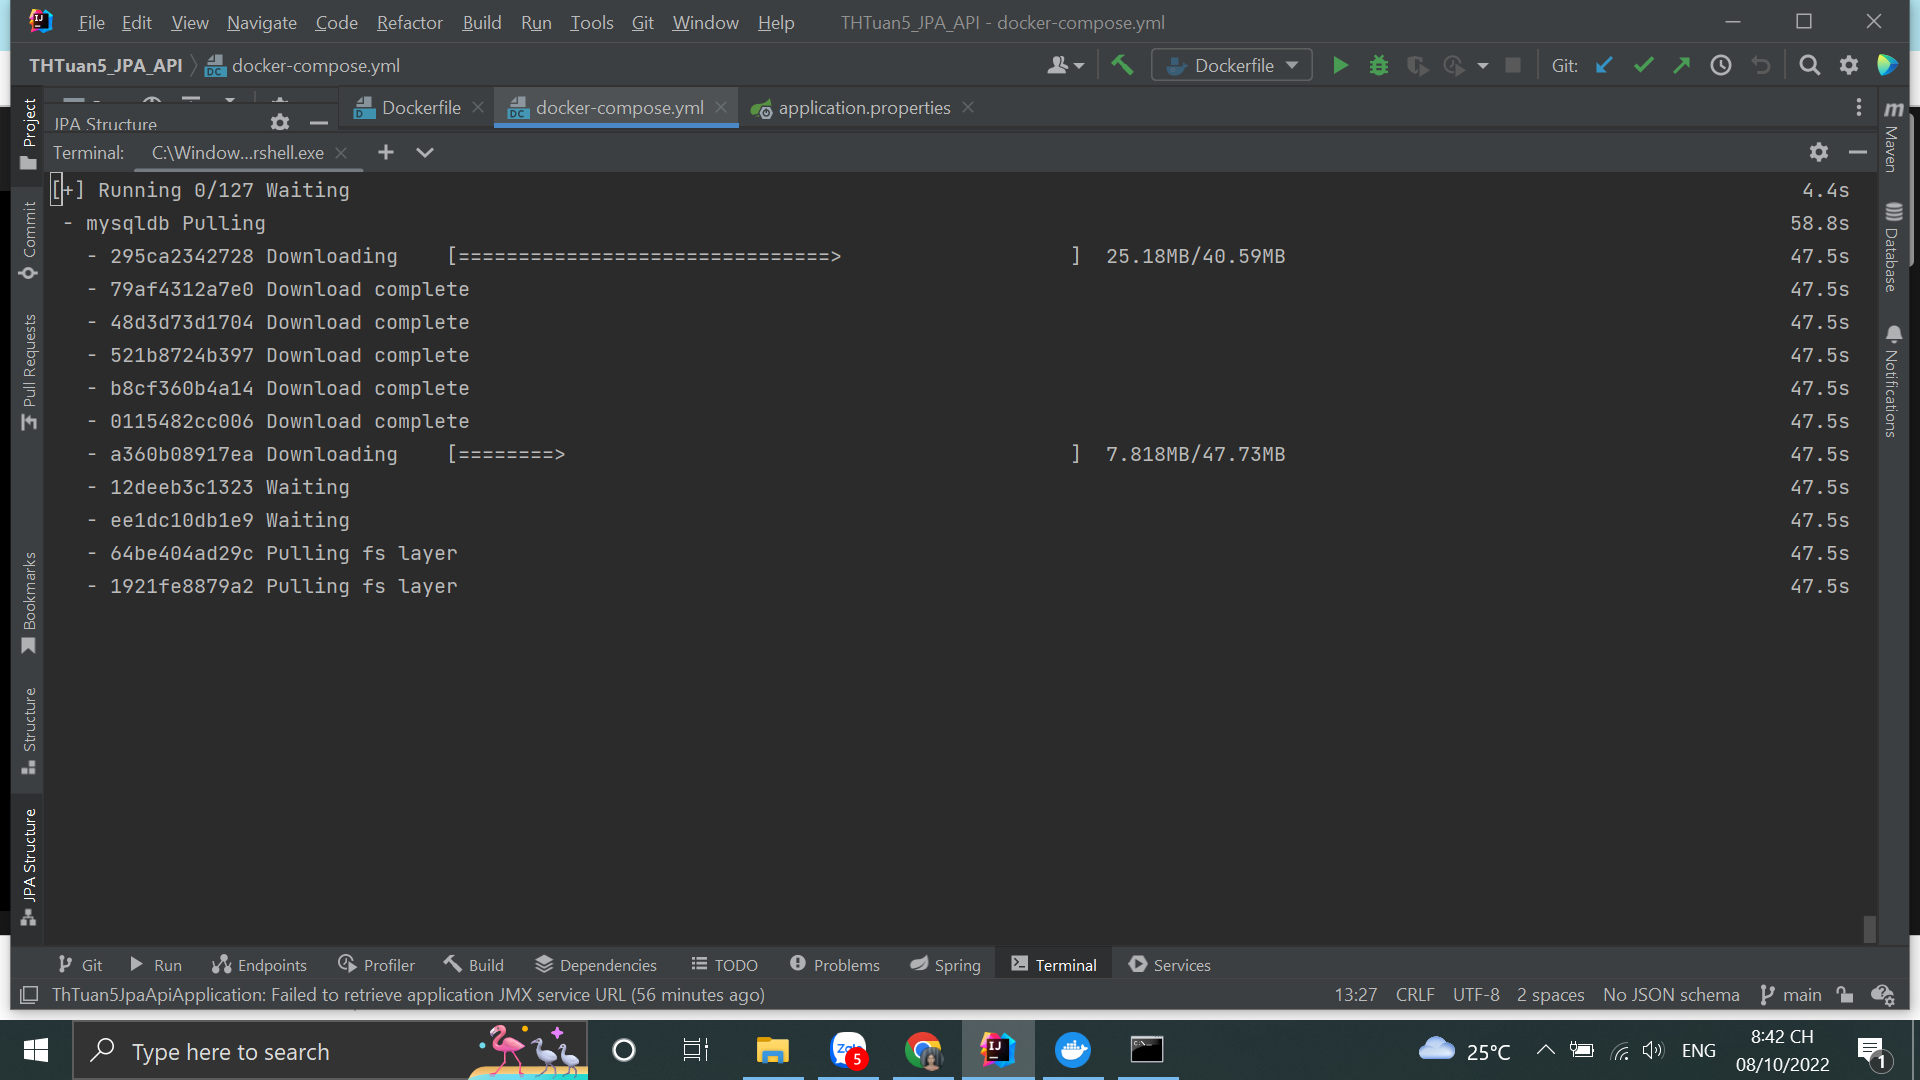 File Edit View Navigate Code Refactor Build Run Tools Git Window Help THTuan5_JPA_API - docker-compose.yml
THTuan5_JPA_API docker-compose.yml Dockerfile Git:
Project
JPA Structure
Dockerfile docker-compose.yml application.properties
Maven
Terminal: C:\Window...rshell.exe
[+] Running 0/127 Waiting 4.4s
- mysqldb Pulling 58.8s
- 295ca2342728 Downloading [===============================> ] 25.18MB/40.59MB 47.5s
- 79af4312a7e0 Download complete 47.5s
- 48d3d73d1704 Download complete 47.5s
- 521b8724b397 Download complete 47.5s
- b8cf360b4a14 Download complete 47.5s
- 0115482cc006 Download complete 47.5s
- a360b08917ea Downloading [========> ] 7.818MB/47.73MB 47.5s
- 12deeb3c1323 Waiting 47.5s
- ee1dc10db1e9 Waiting 47.5s
- 64be404ad29c Pulling fs layer 47.5s
- 1921fe8879a2 Pulling fs layer 47.5s
Commit
Pull Requests
Bookmarks
Structure
JPA Structure
Database
Notifications
Git Run Endpoints Profiler Build Dependencies TODO Problems Spring Terminal Services
ThTuan5JpaApiApplication: Failed to retrieve application JMX service URL (56 minutes ago) 13:27 CRLF UTF-8 2 spaces No JSON schema main
Type here to search
Zalo
5
25°C
ENG
8:42 CH
08/10/2022
1